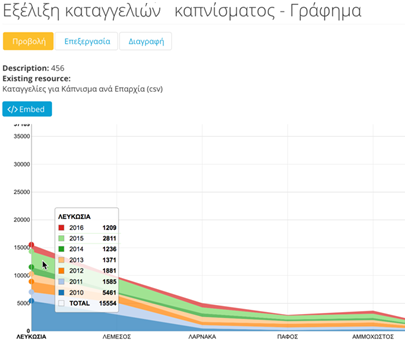 Εξέλιξη καταγγελιών καπνίσματος - Γράφημα
Προβολή Επεξεργασία Διαγραφή
Description: 456
Existing resource:
Καταγγελίες για Κάπνισμα ανά Επαρχία (csv)
</> Embed
35000
30000
25000
20000
15000
10000
5000
0
ΛΕΥΚΩΣΙΑ
2016 1209
2015 2811
2014 1236
2013 1371
2012 1881
2011 1585
2010 5461
TOTAL 15554
ΛΕΥΚΩΣΙΑ ΛΕΜΕΣΟΣ ΛΑΡΝΑΚΑ ΠΑΦΟΣ ΑΜΜΟΧΩΣΤΟΣ